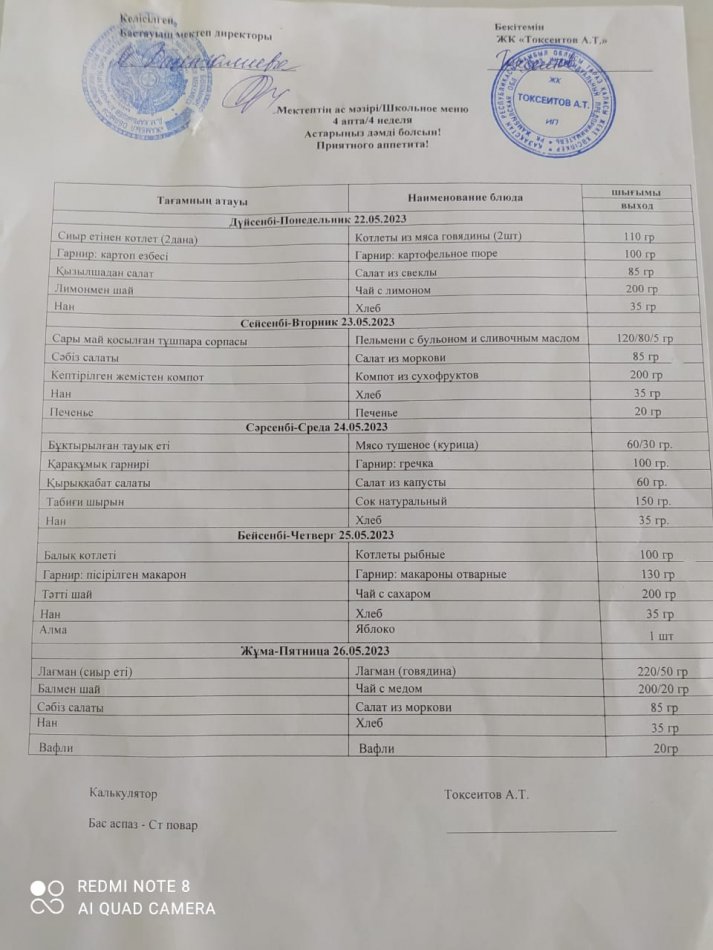 Келісілген,
Бастауыш мектеп директоры
Бекітемін
ЖК «Токсеитов А.Т.»
ЖК
ТОКСЕИТОВ А.Т.
ИП
Мектептің ас мәзірі/Школьное меню
4 апта/4 неделя
Астарыңыз дәмді болсын!
Приятного аппетита!
Тағамның атауы Наименование блюда шығымы
выход
Дүйсенбі-Понедельник 22.05.2023
Сиыр етінен котлет (2дана) Котлеты из мяса говядины (2шт) 110 гр
Гарнир: картоп езбесі Гарнир: картофельное пюре 100 гр
Қызылшадан салат Салат из свеклы 85 гр
Лимонмен шай Чай с лимоном 200 гр
Нан Хлеб 35 гр
Сейсенбі-Вторник 23.05.2023
Сары май қосылған тұшпара сорпасы Пельмени с бульоном и сливочным маслом 120/80/5 гр
Сәбіз салаты Салат из моркови 85 гр
Кептірілген жемістен компот Компот из сухофруктов 200 гр
Нан Хлеб 35 гр
Печенье Печенье 20 гр
Сәрсенбі-Среда 24.05.2023
Бұқтырылған тауық еті Мясо тушеное (курица) 60/30 гр.
Қарақұмық гарнирі Гарнир: гречка 100 гр.
Қырыққабат салаты Салат из капусты 60 гр.
Табиғи шырын Сок натуральный 150 гр.
Нан Хлеб 35 гр.
Бейсенбі-Четверг 25.05.2023
Балық котлеті Котлеты рыбные 100 гр
Гарнир: пісірілген макарон Гарнир: макароны отварные 130 гр
Тәтті шай Чай с сахаром 200 гр
Нан Хлеб 35 гр
Алма Яблоко 1 шт
Жұма-Пятница 26.05.2023
Лағман (сиыр еті) Лагман (говядина) 220/50 гр
Балмен шай Чай с медом 200/20 гр
Сәбіз салаты Салат из моркови 85 гр
Нан Хлеб 35 гр
Вафли Вафли 20гр
Калькулятор Тоқсеитов А.Т.
Бас аспаз - Ст повар
REDMI NOTE 8
AI QUAD CAMERA